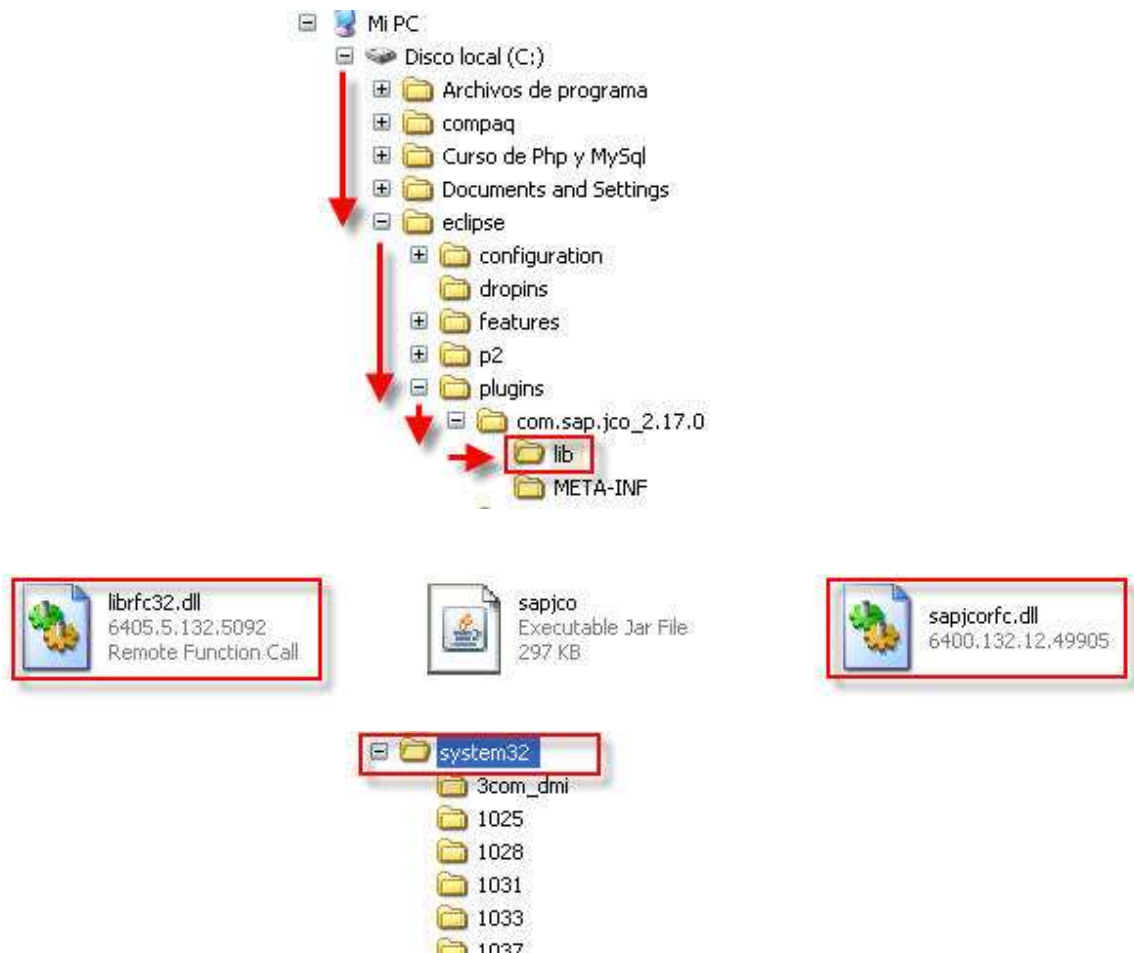 Mi PC
Disco local (C:)
Archivos de programa
compaq
Curso de Php y MySql
Documents and Settings
eclipse
configuration
dropins
features
p2
plugins
com.sap.jco_2.17.0
lib
META-INF
librfc32.dll
6405.5.132.5092
Remote Function Call
sapjco
Executable Jar File
297 KB
sapjcorfc.dll
6400.132.12.49905
system32
3com_dmi
1025
1028
1031
1033
1037